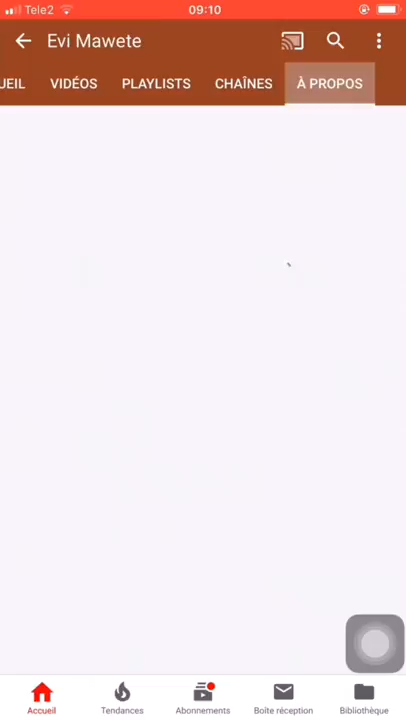 Tele2 09:10
Evi Mawete
UEIL VIDÉOS PLAYLISTS CHAÎNES À PROPOS
Accueil Tendances Abonnements Boîte réception Bibliothèque